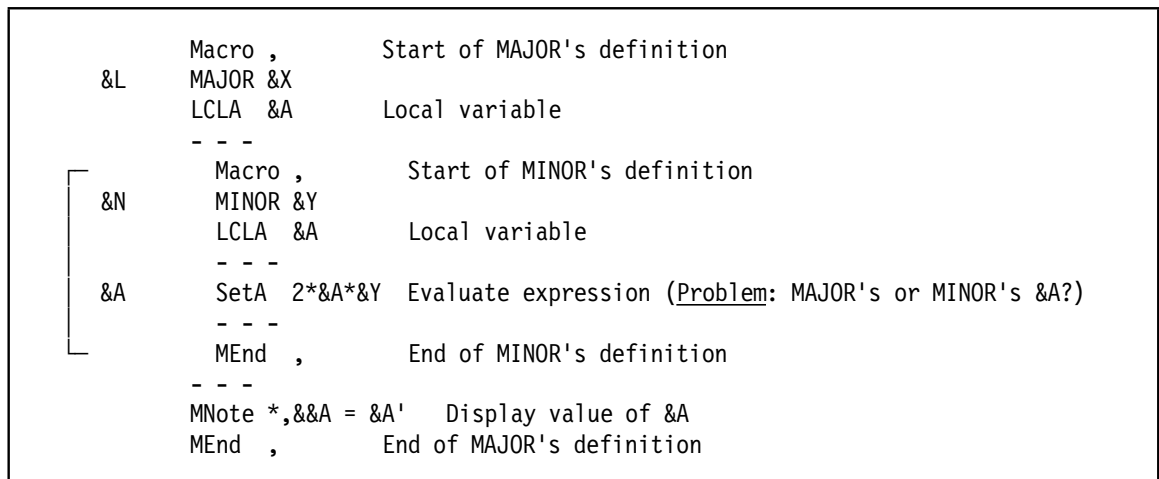 Macro ,          Start of MAJOR's definition
&L      MAJOR &X
LCLA  &A       Local variable
- - -
Macro ,         Start of MINOR's definition
&N        MINOR &Y
LCLA  &A      Local variable
- - -
&A        SetA  2*&A*&Y  Evaluate expression (Problem: MAJOR's or MINOR's &A?)
- - -
MEnd  ,         End of MINOR's definition
- - -
MNote *,&&A = &A'   Display value of &A
MEnd  ,         End of MAJOR's definition